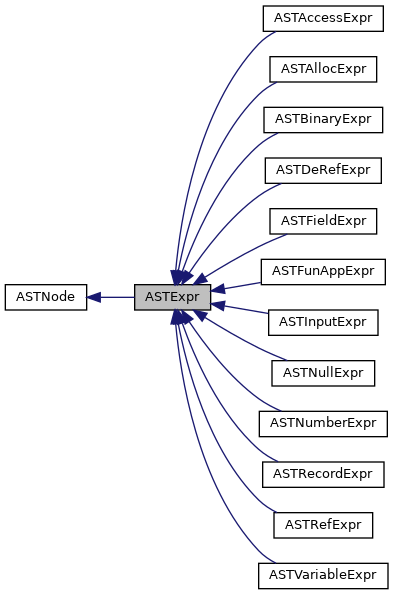 ASTAccessExpr
ASTAllocExpr
ASTBinaryExpr
ASTDeRefExpr
ASTFieldExpr
ASTFunAppExpr
ASTNode
ASTExpr
ASTInputExpr
ASTNullExpr
ASTNumberExpr
ASTRecordExpr
ASTRefExpr
ASTVariableExpr